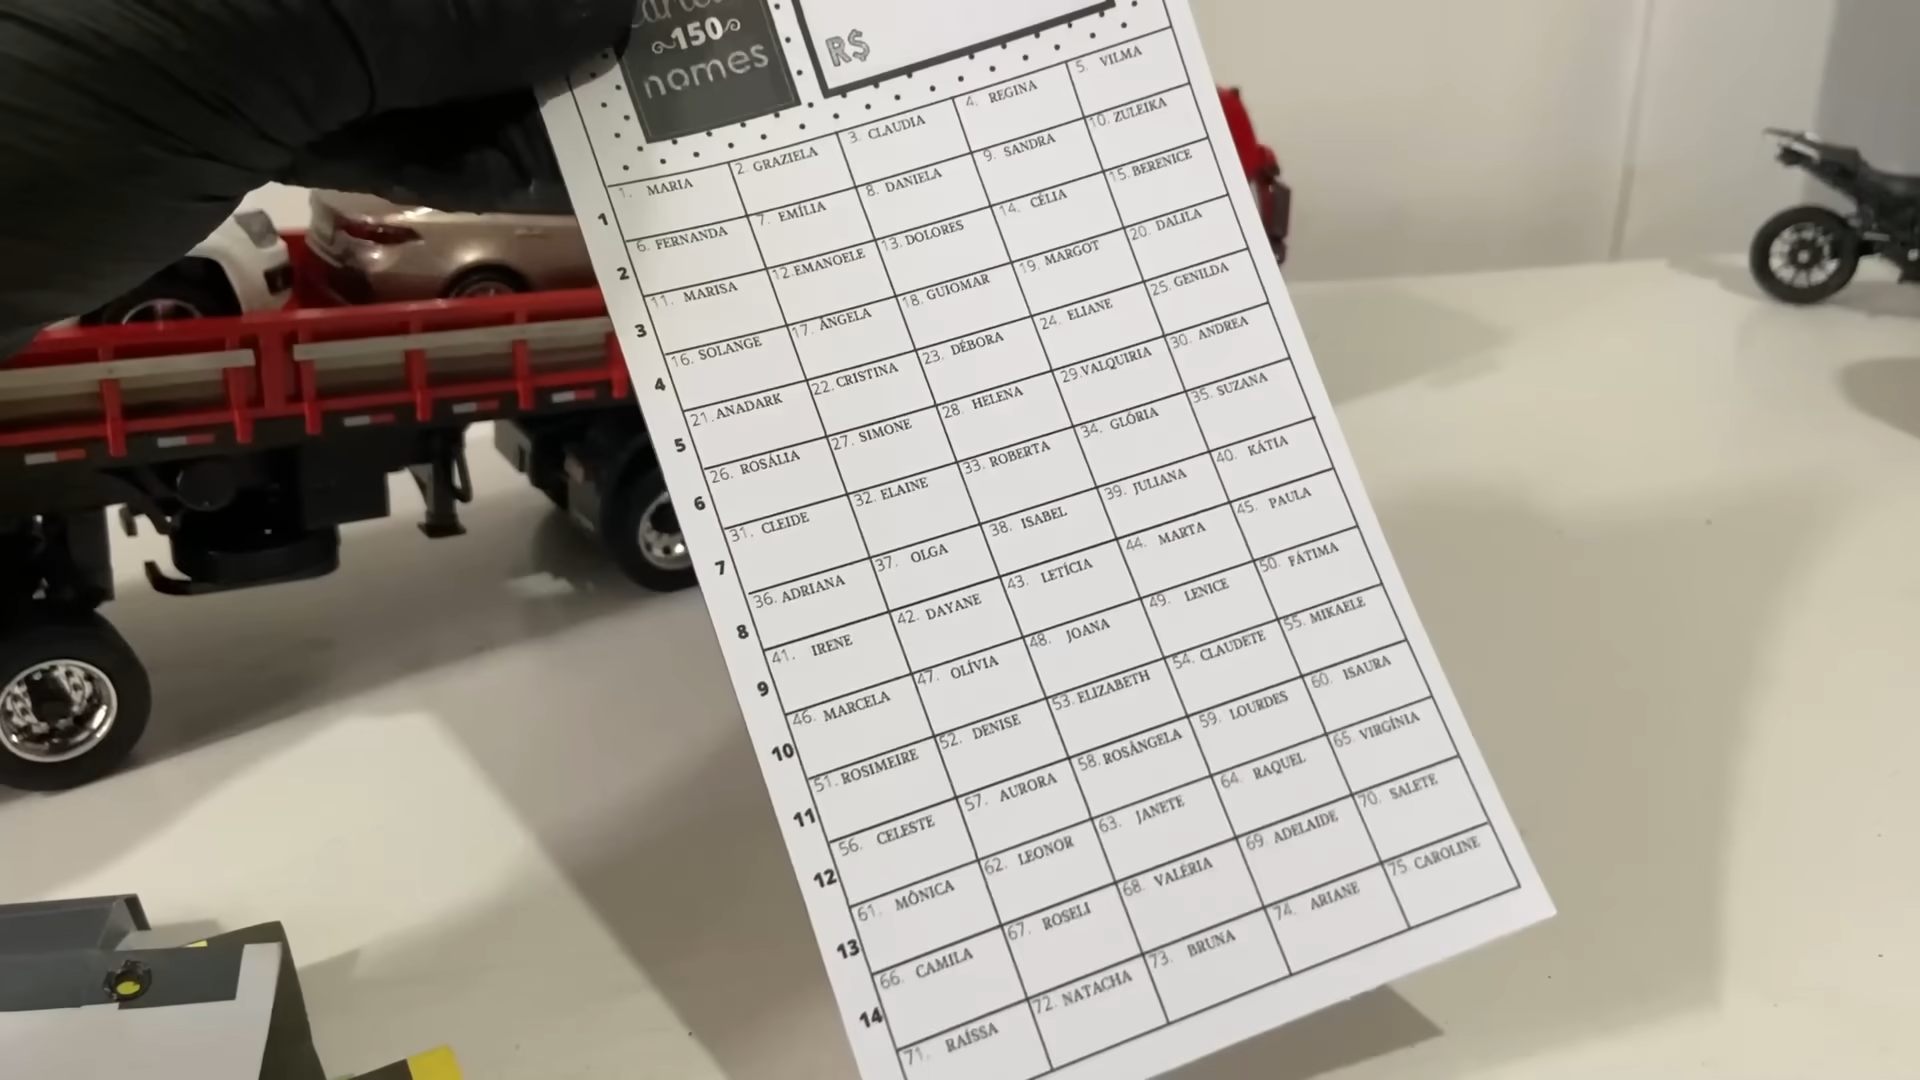 150
nomes
R$
1. MARIA 2. GRAZIELA 3. CLAUDIA 4. REGINA 5. VILMA
1
6. FERNANDA 7. EMÍLIA 8. DANIELA 9. SANDRA 10. ZULEIKA
2
11. MARISA 12. EMANOELE 13. DOLORES 14. CÉLIA 15. BERENICE
3
16. SOLANGE 17. ÂNGELA 18. GUIOMAR 19. MARGOT 20. DALILA
4
21. ANADARK 22. CRISTINA 23. DÉBORA 24. ELIANE 25. GENILDA
5
26. ROSÁLIA 27. SIMONE 28. HELENA 29. VALQUIRIA 30. ANDREA
6
31. CLEIDE 32. ELAINE 33. ROBERTA 34. GLÓRIA 35. SUZANA
7
36. ADRIANA 37. OLGA 38. ISABEL 39. JULIANA 40. KÁTIA
8
41. IRENE 42. DAYANE 43. LETÍCIA 44. MARTA 45. PAULA
9
46. MARCELA 47. OLÍVIA 48. JOANA 49. LENICE 50. FÁTIMA
10
51. ROSIMEIRE 52. DENISE 53. ELIZABETH 54. CLAUDETE 55. MIKAELE
11
56. CELESTE 57. AURORA 58. ROSÂNGELA 59. LOURDES 60. ISAURA
12
61. MÔNICA 62. LEONOR 63. JANETE 64. RAQUEL 65. VIRGÍNIA
13
66. CAMILA 67. ROSELI 68. VALÉRIA 69. ADELAIDE 70. SALETE
14
71. RAÍSSA 72. NATACHA 73. BRUNA 74. ARIANE 75. CAROLINE